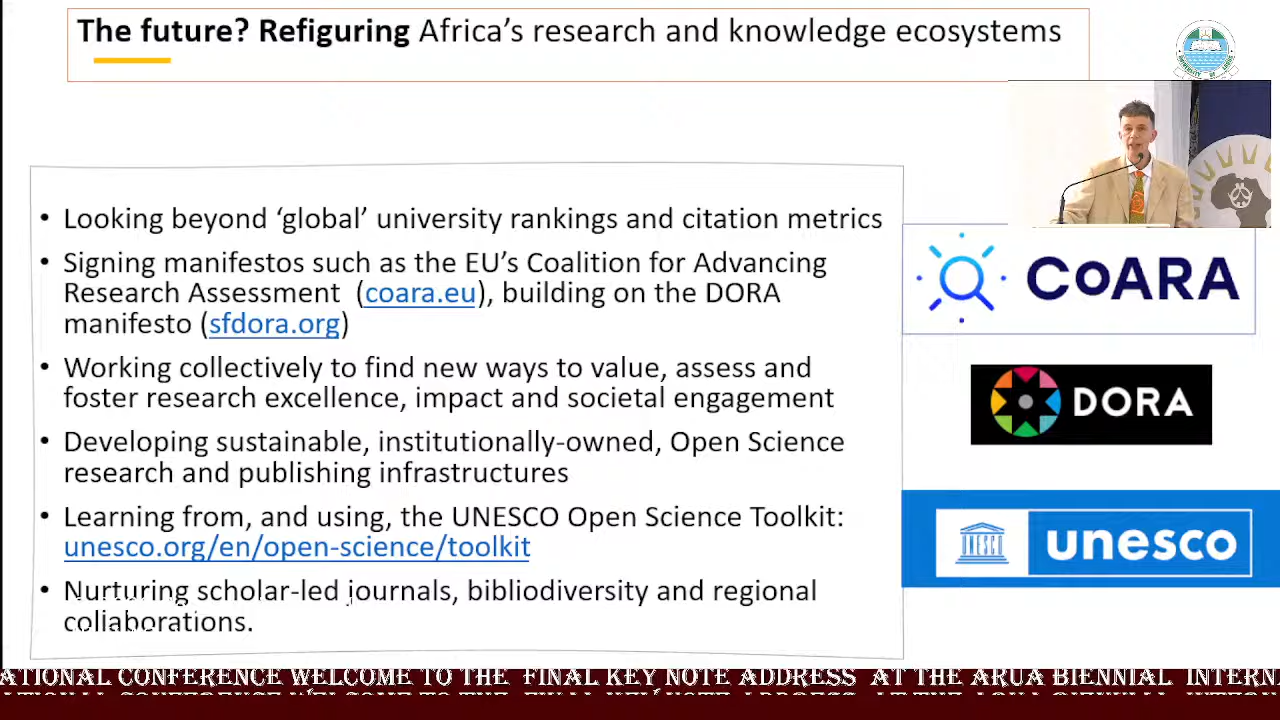 The future? Refiguring Africa's research and knowledge ecosystems
• Looking beyond ‘global’ university rankings and citation metrics
• Signing manifestos such as the EU's Coalition for Advancing
Research Assessment (coara.eu), building on the DORA
manifesto (sfdora.org)
• Working collectively to find new ways to value, assess and
foster research excellence, impact and societal engagement
• Developing sustainable, institutionally-owned, Open Science
research and publishing infrastructures
• Learning from, and using, the UNESCO Open Science Toolkit:
unesco.org/en/open-science/toolkit
• Nurturing scholar-led journals, bibliodiversity and regional
collaborations.
CoARA
DORA
unesco
ATIONAL CONFERENCE WELCOME TO THE FINAL KEY NOTE ADDRESS AT THE ARUA BIENNIAL INTERN